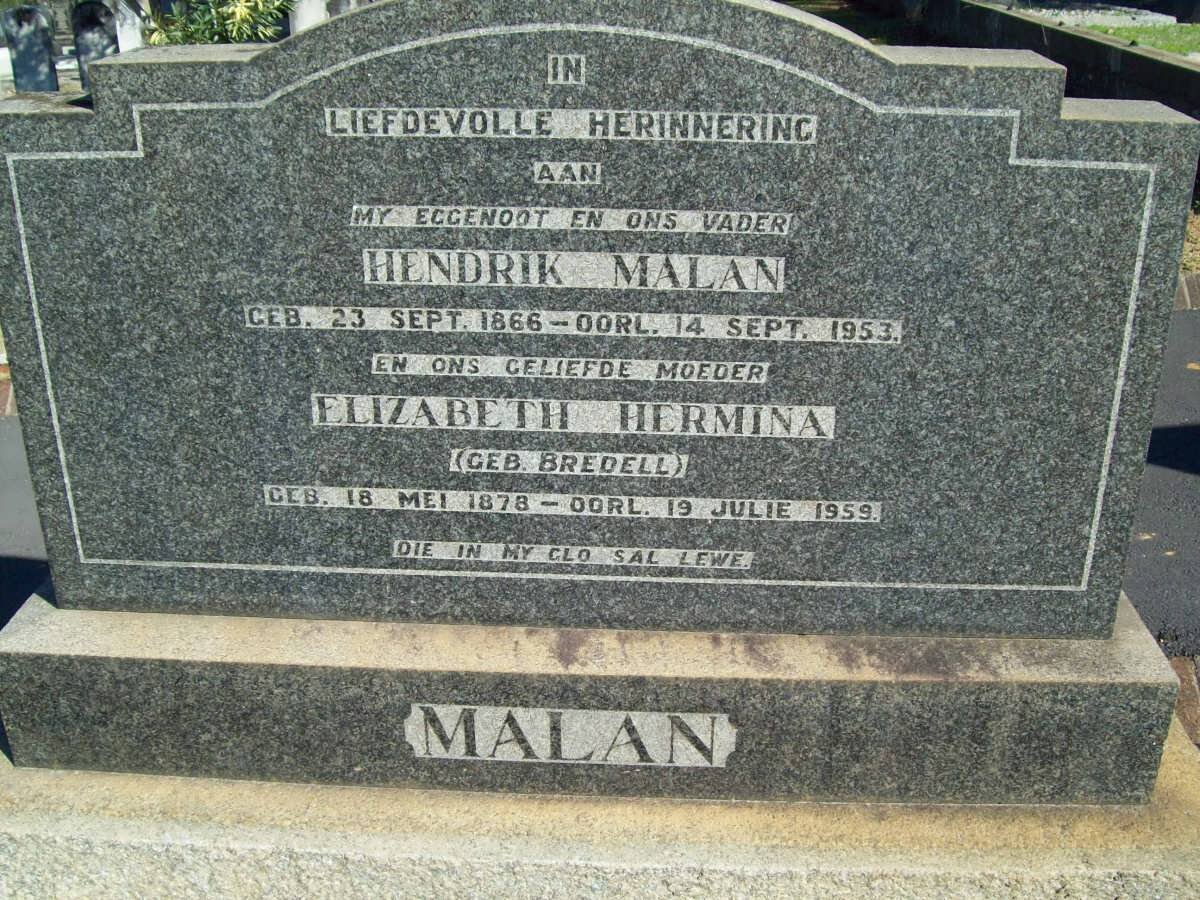 IN
LIEFDEVOLLE HERINNERING
AAN
MY EGGENOOT EN ONS VADER
HENDRIK MALAN
GEB. 23 SEPT. 1866 – OORL. 14 SEPT. 1953.
EN ONS GELIEFDE MOEDER
ELIZABETH HERMINA
(GEB. BREDELL)
GEB. 18 MEI 1878 – OORL. 19 JULIE 1959.
DIE IN MY GLO SAL LEWE.
MALAN